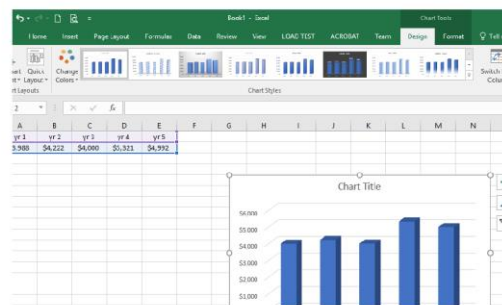 Book1 - Excel
Chart Tools
Home Insert Page Layout Formulas Data Review View LOAD TEST ACROBAT Team Design Format Tell
Quick Layout
Change Colors
Switch
Chart Layouts
Chart Styles
fx
A B C D E F G H I J K L M N
yr 1 yr 2 yr 3 yr 4 yr 5
$4,222 $4,000 $5,321 $4,992
Chart Title
$6,000
$5,000
$4,000
$3,000
$2,000
$1,000